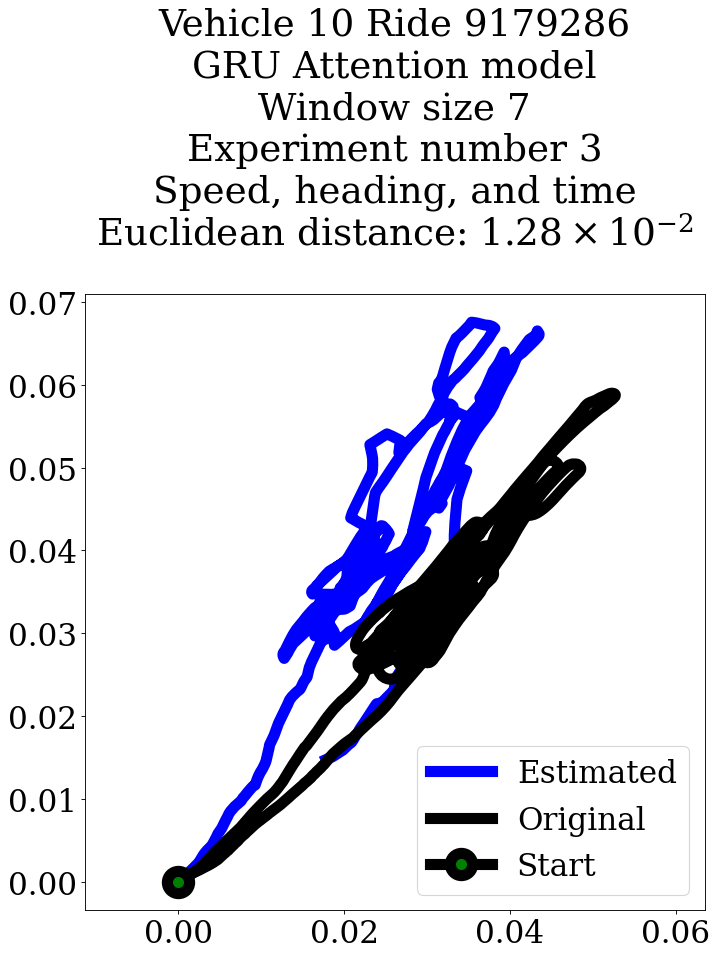 Vehicle 10 Ride 9179286
GRU Attention model
Window size 7
Experiment number 3
Speed, heading, and time
Euclidean distance: 1.28 × 10⁻²
0.07
0.06
0.05
0.04
0.03
0.02
0.01
0.00
Estimated
Original
Start
0.00 0.02 0.04 0.06